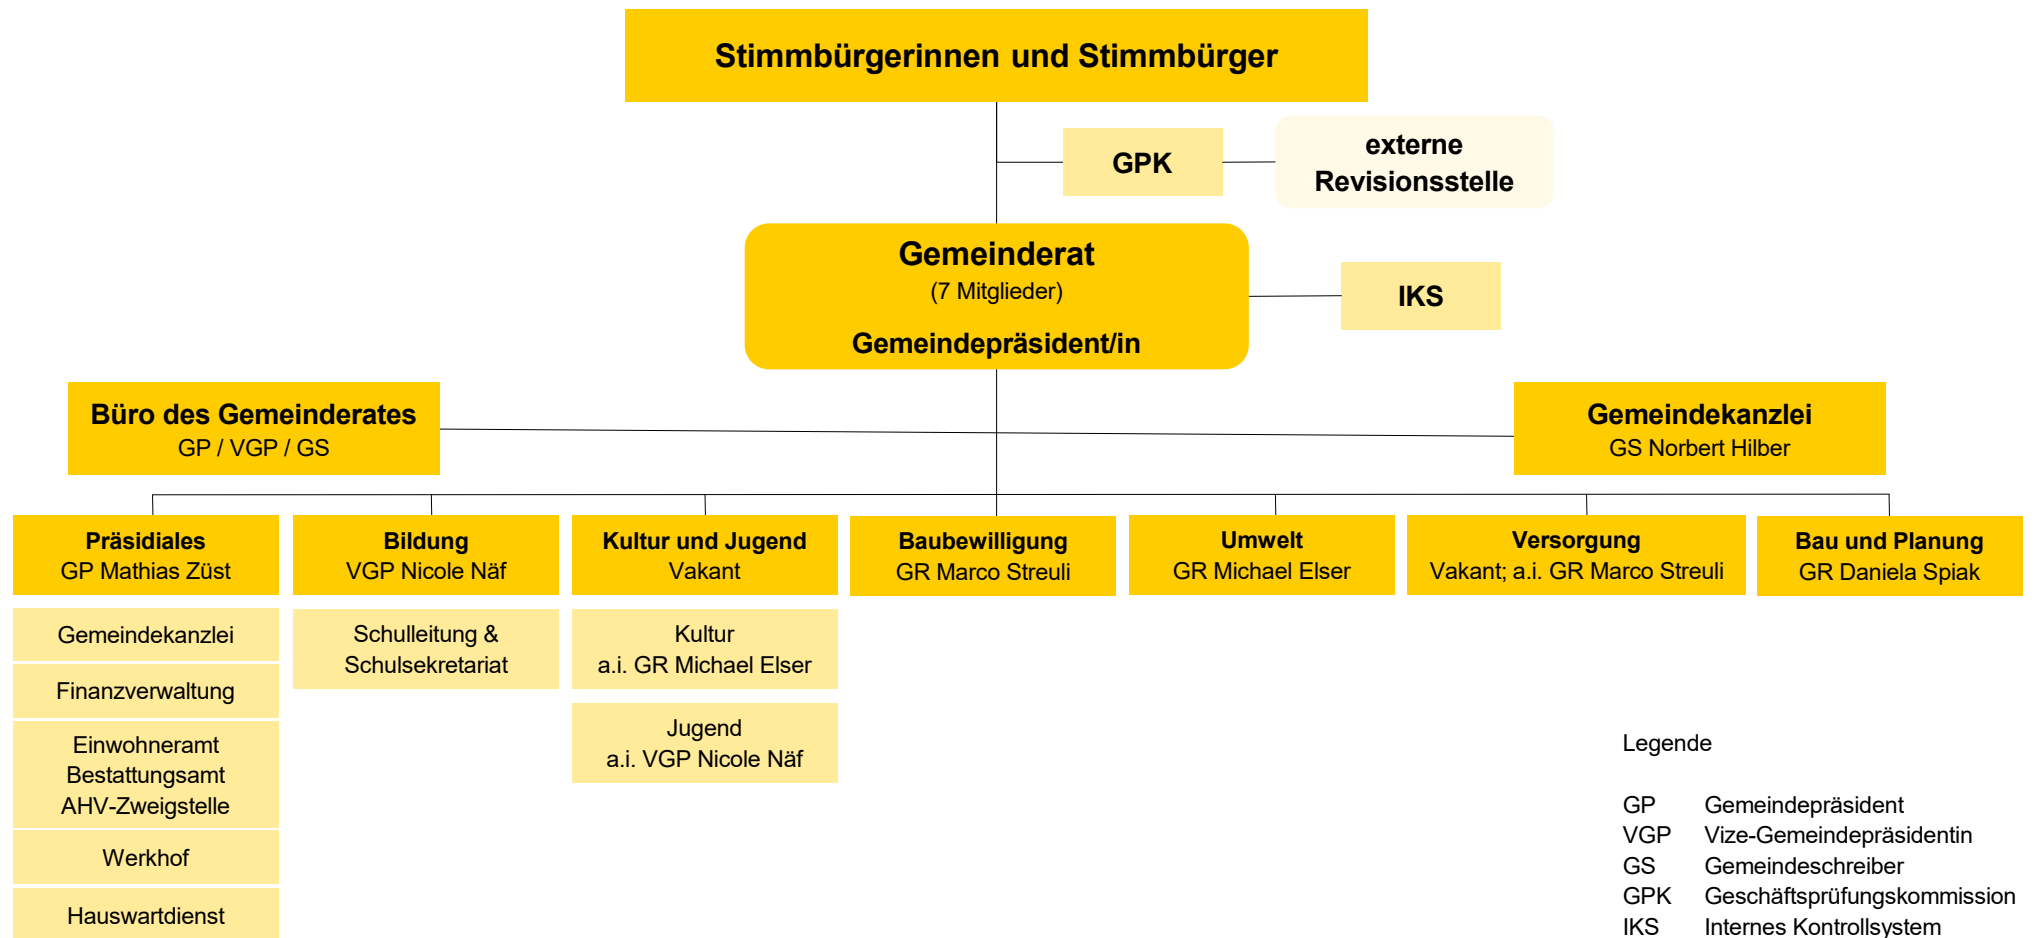 Stimmbürgerinnen und Stimmbürger
GPK
externe
Revisionsstelle
Gemeinderat
(7 Mitglieder)
Gemeindepräsident/in
IKS
Büro des Gemeinderates
GP / VGP / GS
Gemeindekanzlei
GS Norbert Hilber
Präsidiales
GP Mathias Züst
Bildung
VGP Nicole Näf
Kultur und Jugend
Vakant
Baubewilligung
GR Marco Streuli
Umwelt
GR Michael Elser
Versorgung
Vakant; a.i. GR Marco Streuli
Bau und Planung
GR Daniela Spiak
Gemeindekanzlei
Finanzverwaltung
Einwohneramt
Bestattungsamt
AHV-Zweigstelle
Werkhof
Hauswartdienst
Schulleitung &
Schulsekretariat
Kultur
a.i. GR Michael Elser
Jugend
a.i. VGP Nicole Näf
Legende
GP Gemeindepräsident
VGP Vize-Gemeindepräsidentin
GS Gemeindeschreiber
GPK Geschäftsprüfungskommission
IKS Internes Kontrollsystem